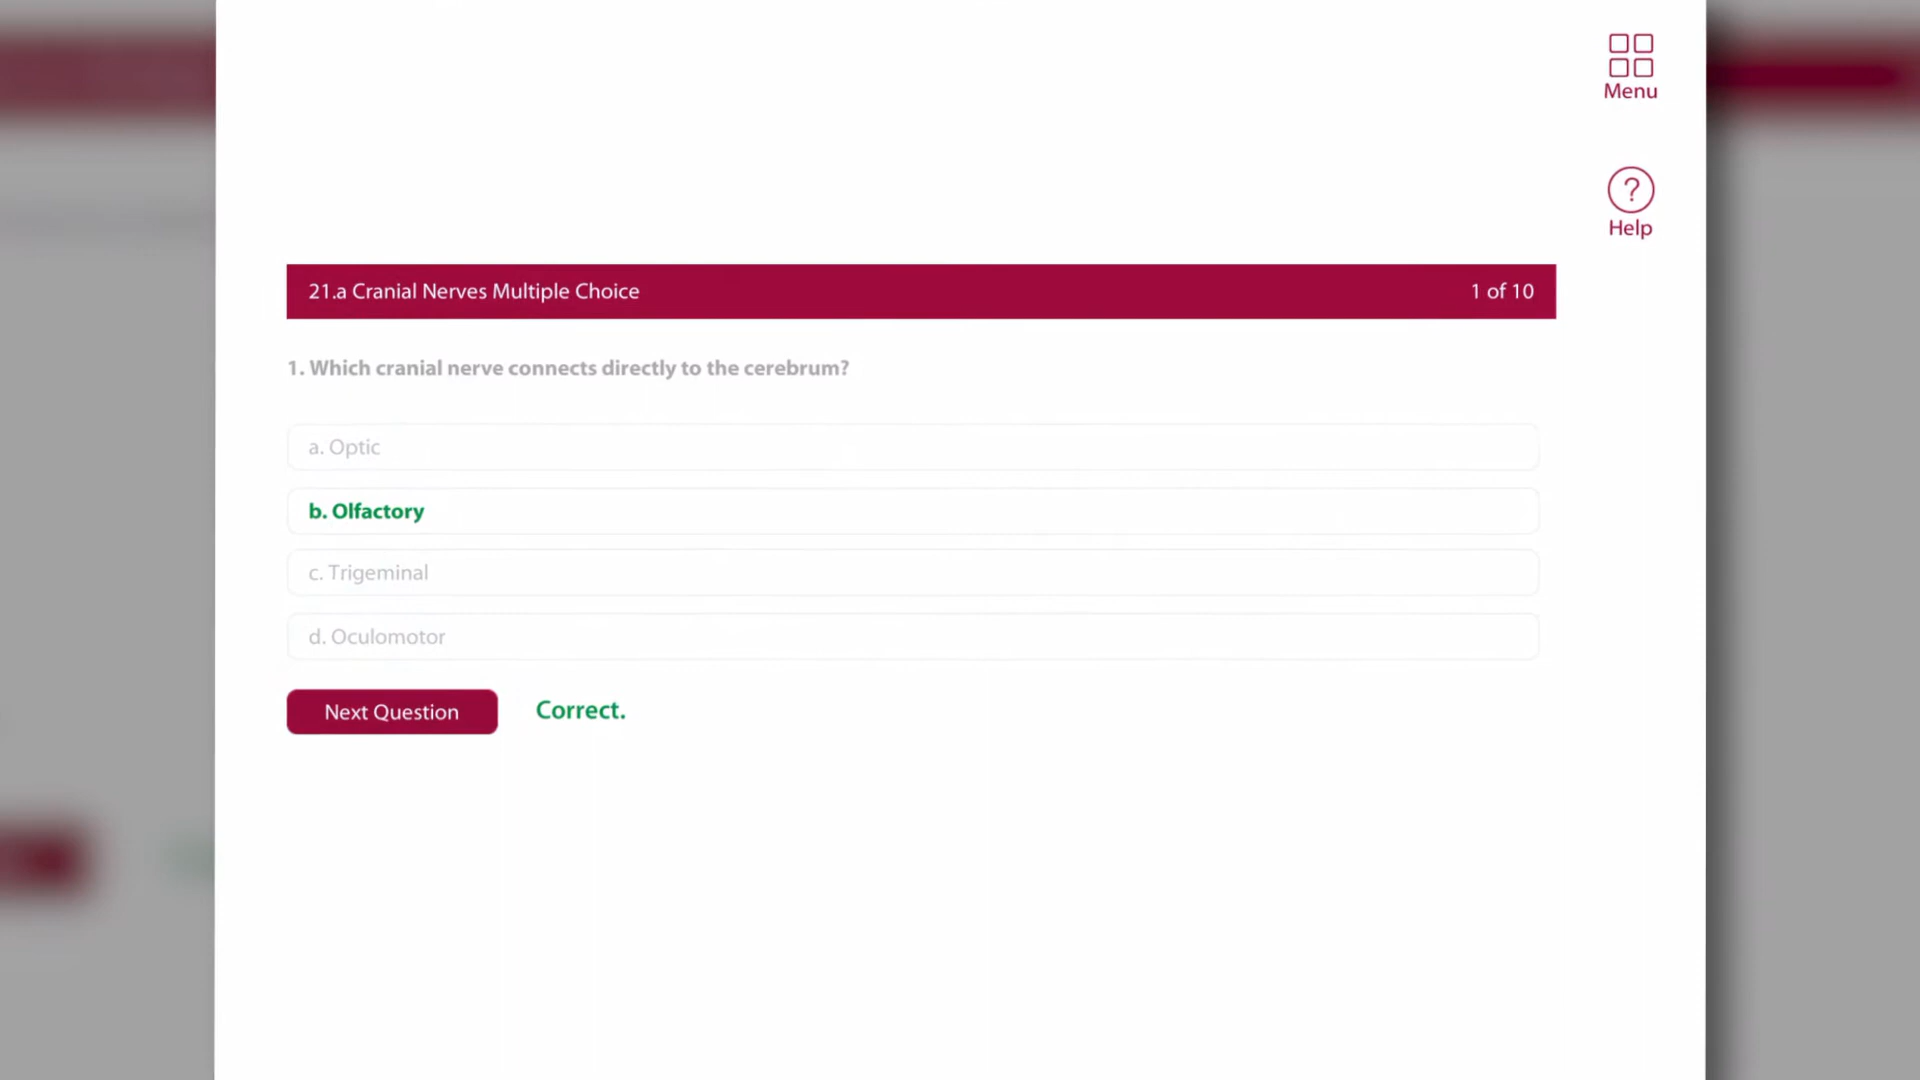 Menu
?
Help
21.a Cranial Nerves Multiple Choice 1 of 10
1. Which cranial nerve connects directly to the cerebrum?
a. Optic
b. Olfactory
c. Trigeminal
d. Oculomotor
Next Question Correct.